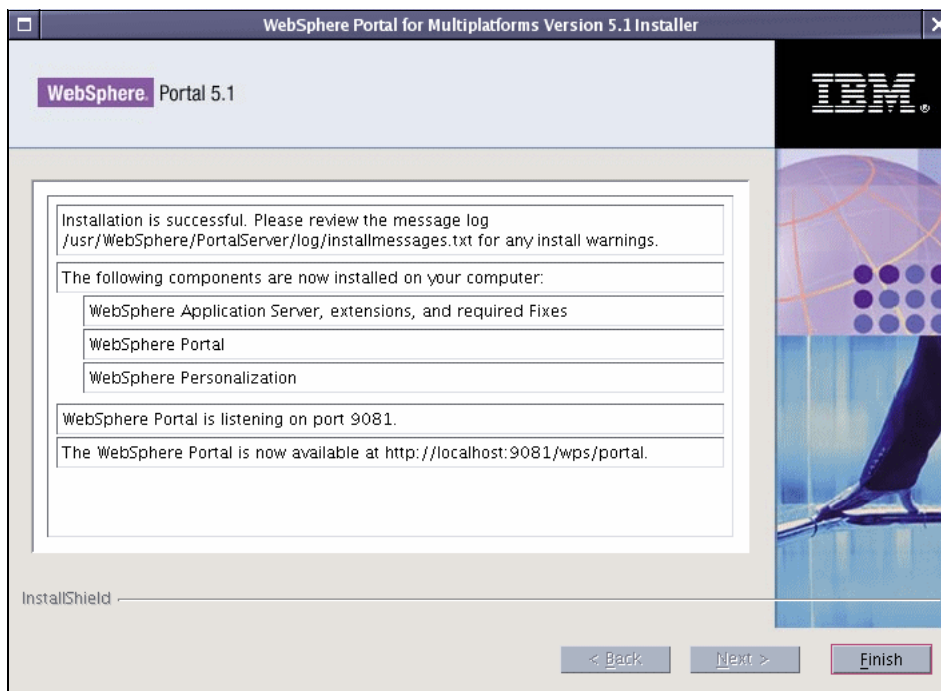 WebSphere Portal for Multiplatforms Version 5.1 Installer
WebSphere. Portal 5.1
IBM®
Installation is successful. Please review the message log
/usr/WebSphere/PortalServer/log/installmessages.txt for any install warnings.
The following components are now installed on your computer:
WebSphere Application Server, extensions, and required Fixes
WebSphere Portal
WebSphere Personalization
WebSphere Portal is listening on port 9081.
The WebSphere Portal is now available at http://localhost:9081/wps/portal.
InstallShield
< Back
Next >
Finish